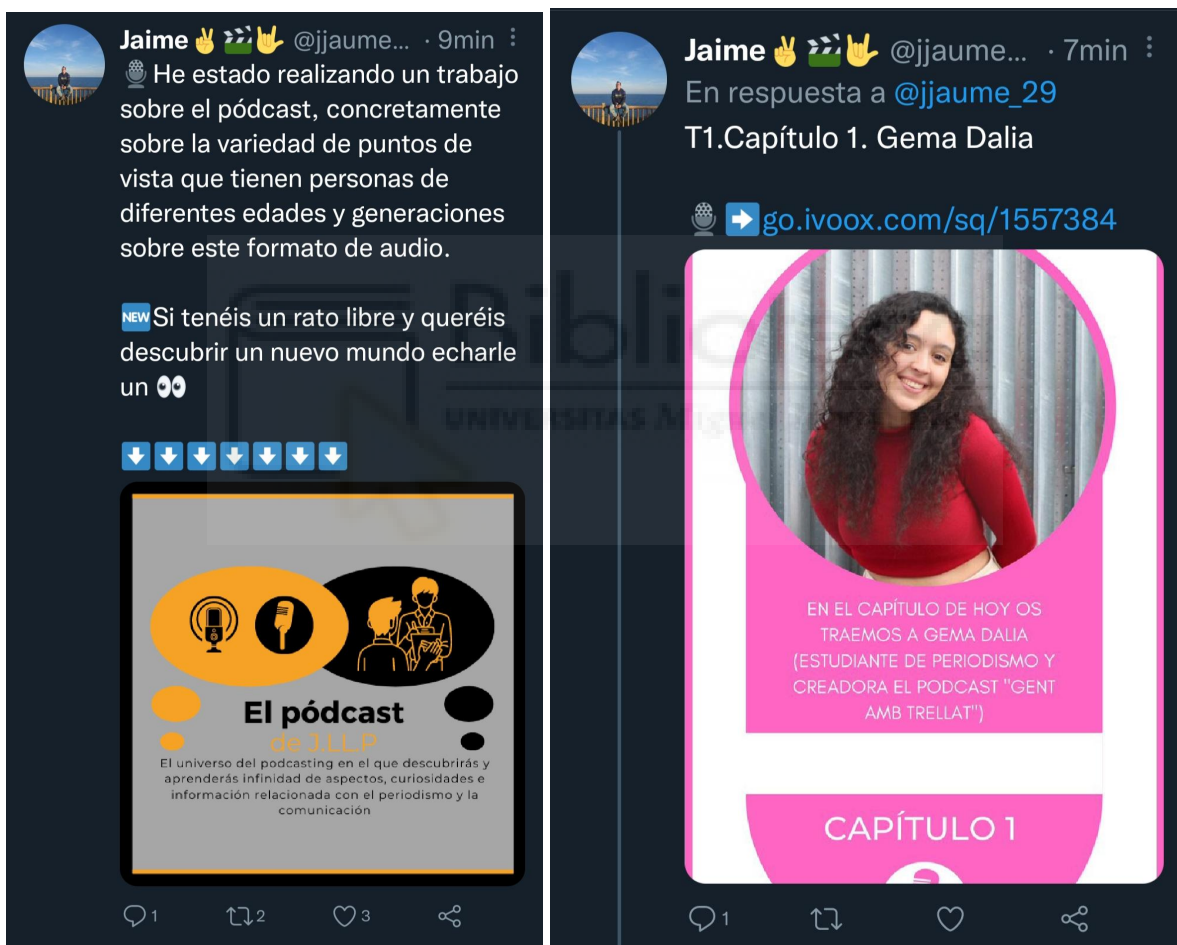 Jaime @jjaume... · 9min
He estado realizando un trabajo
sobre el pódcast, concretamente
sobre la variedad de puntos de
vista que tienen personas de
diferentes edades y generaciones
sobre este formato de audio.
NEW Si tenéis un rato libre y queréis
descubrir un nuevo mundo echarle
un
El pódcast
de J.LL.P
El universo del podcasting en el que descubrirás y
aprenderás infinidad de aspectos, curiosidades e
información relacionada con el periodismo y la
comunicación
1 2 3
Jaime @jjaume... · 7min
En respuesta a @jjaume_29
T1.Capítulo 1. Gema Dalia
go.ivoox.com/sq/1557384
EN EL CAPÍTULO DE HOY OS
TRAEMOS A GEMA DALIA
(ESTUDIANTE DE PERIODISMO Y
CREADORA EL PODCAST "GENT
AMB TRELLAT")
CAPÍTULO 1
1
UNIVERSITAS